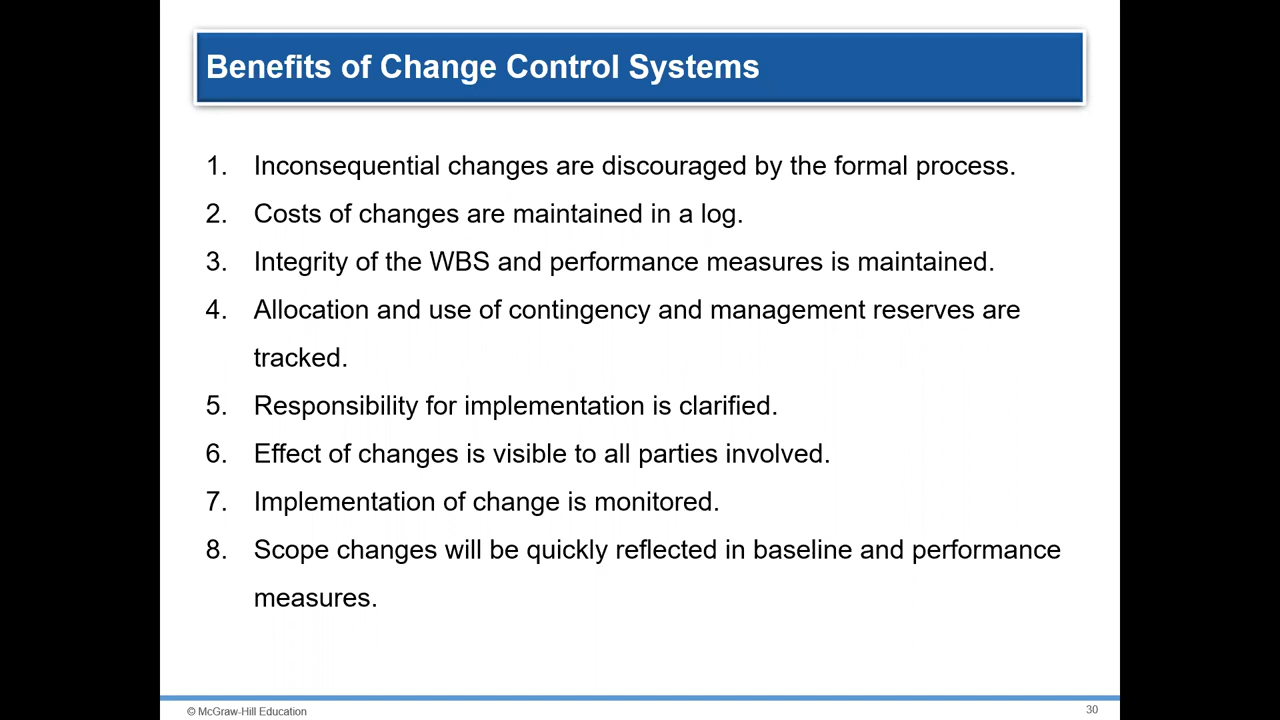 Benefits of Change Control Systems
1. Inconsequential changes are discouraged by the formal process.
2. Costs of changes are maintained in a log.
3. Integrity of the WBS and performance measures is maintained.
4. Allocation and use of contingency and management reserves are
tracked.
5. Responsibility for implementation is clarified.
6. Effect of changes is visible to all parties involved.
7. Implementation of change is monitored.
8. Scope changes will be quickly reflected in baseline and performance
measures.
© McGraw-Hill Education
30